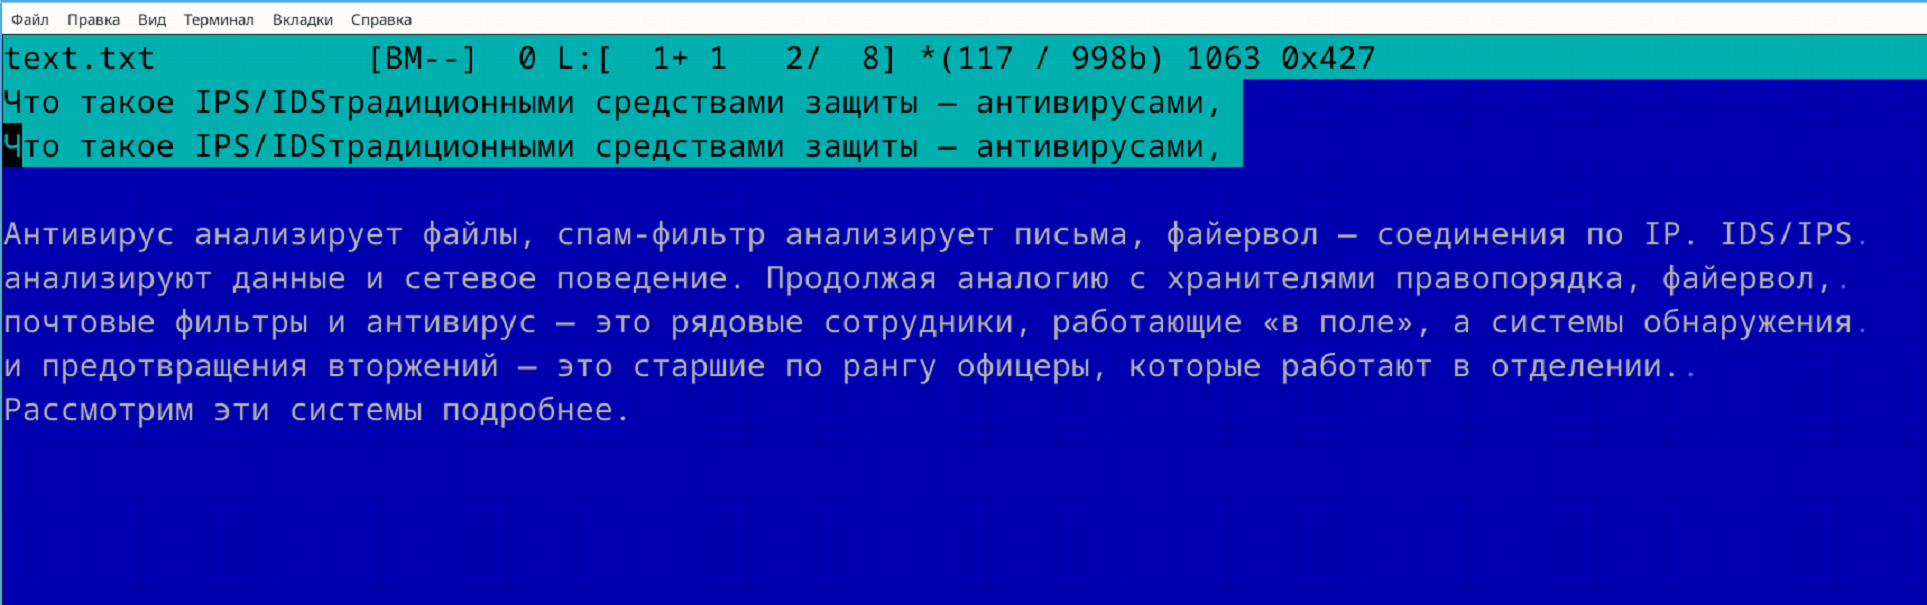 Файл Правка Вид Терминал Вкладки Справка
text.txt [BM--] 0 L:[ 1+ 1 2/ 8] *(117 / 998b) 1063 0x427
Что такое IPS/IDSтрадиционными средствами защиты — антивирусами,
Что такое IPS/IDSтрадиционными средствами защиты — антивирусами,
Антивирус анализирует файлы, спам-фильтр анализирует письма, файервол — соединения по IP. IDS/IPS.
анализируют данные и сетевое поведение. Продолжая аналогию с хранителями правопорядка, файервол,.
почтовые фильтры и антивирус — это рядовые сотрудники, работающие «в поле», а системы обнаружения.
и предотвращения вторжений — это старшие по рангу офицеры, которые работают в отделении..
Рассмотрим эти системы подробнее.